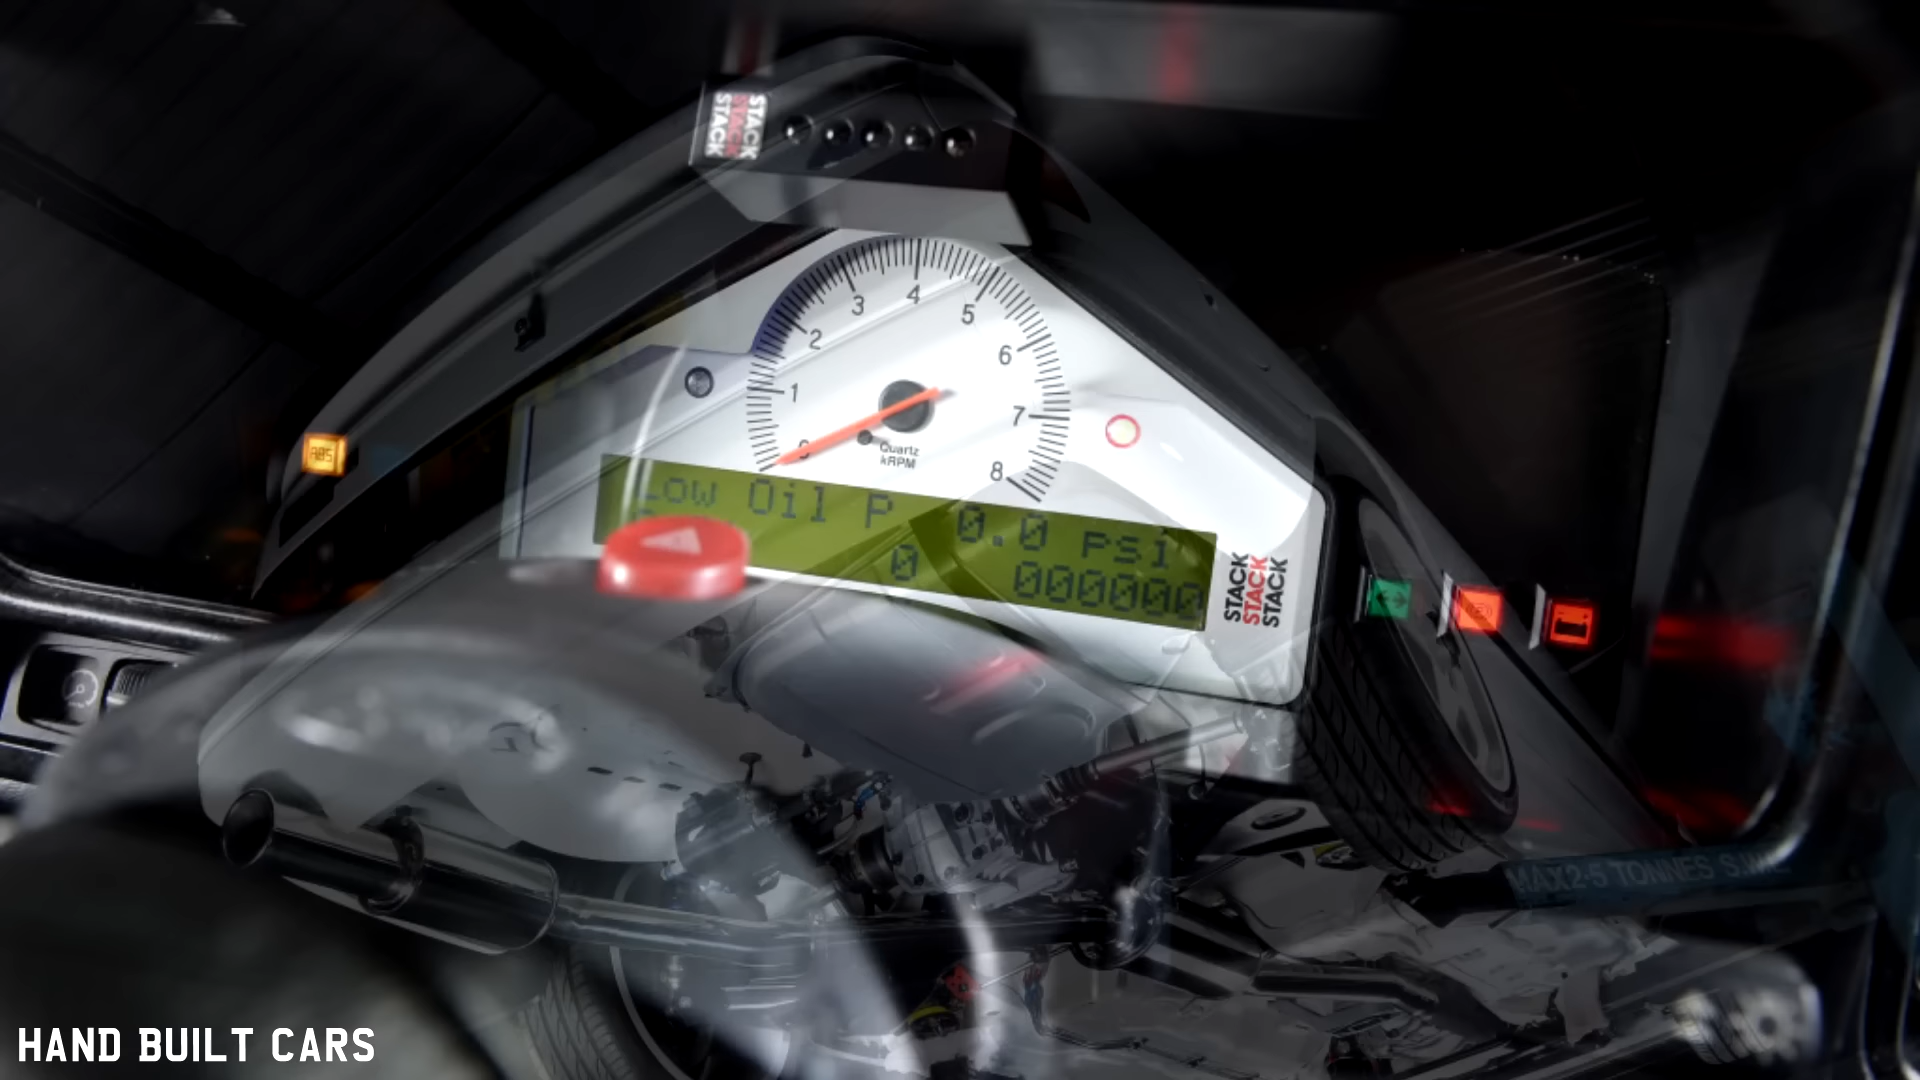 STACK
STACK
STACK
1
2
3
4
5
6
7
8
Quartz
kRPM
ABS
Low Oil P 0.0 psi
0 000000
STACK
STACK
STACK
MAX 2·5 TONNES S.W.L
HAND BUILT CARS